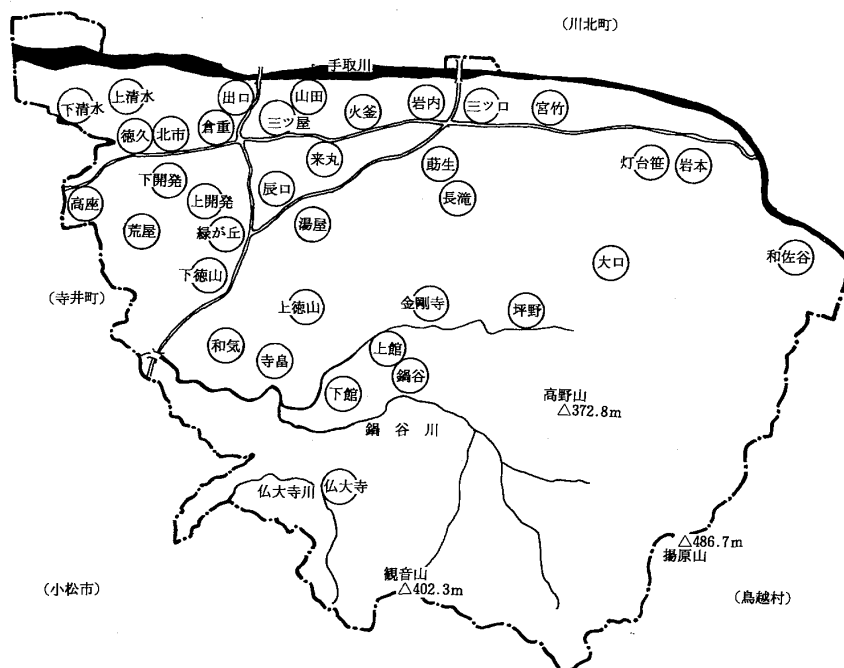 (川北町)
手取川
下清水
上清水
出口
山田
火釜
岩内
三ツ口
宮竹
徳久
北市
倉重
三ツ屋
来丸
莇生
灯台笹
岩本
下開発
上開発
辰口
長滝
高座
荒屋
緑が丘
湯屋
大口
和佐谷
下徳山
(寺井町)
上徳山
金剛寺
坪野
和気
寺畠
上館
鍋谷
下館
高野山
△372.8m
鍋谷川
仏大寺川
仏大寺
△486.7m
揚原山
観音山
△402.3m
(小松市)
(鳥越村)